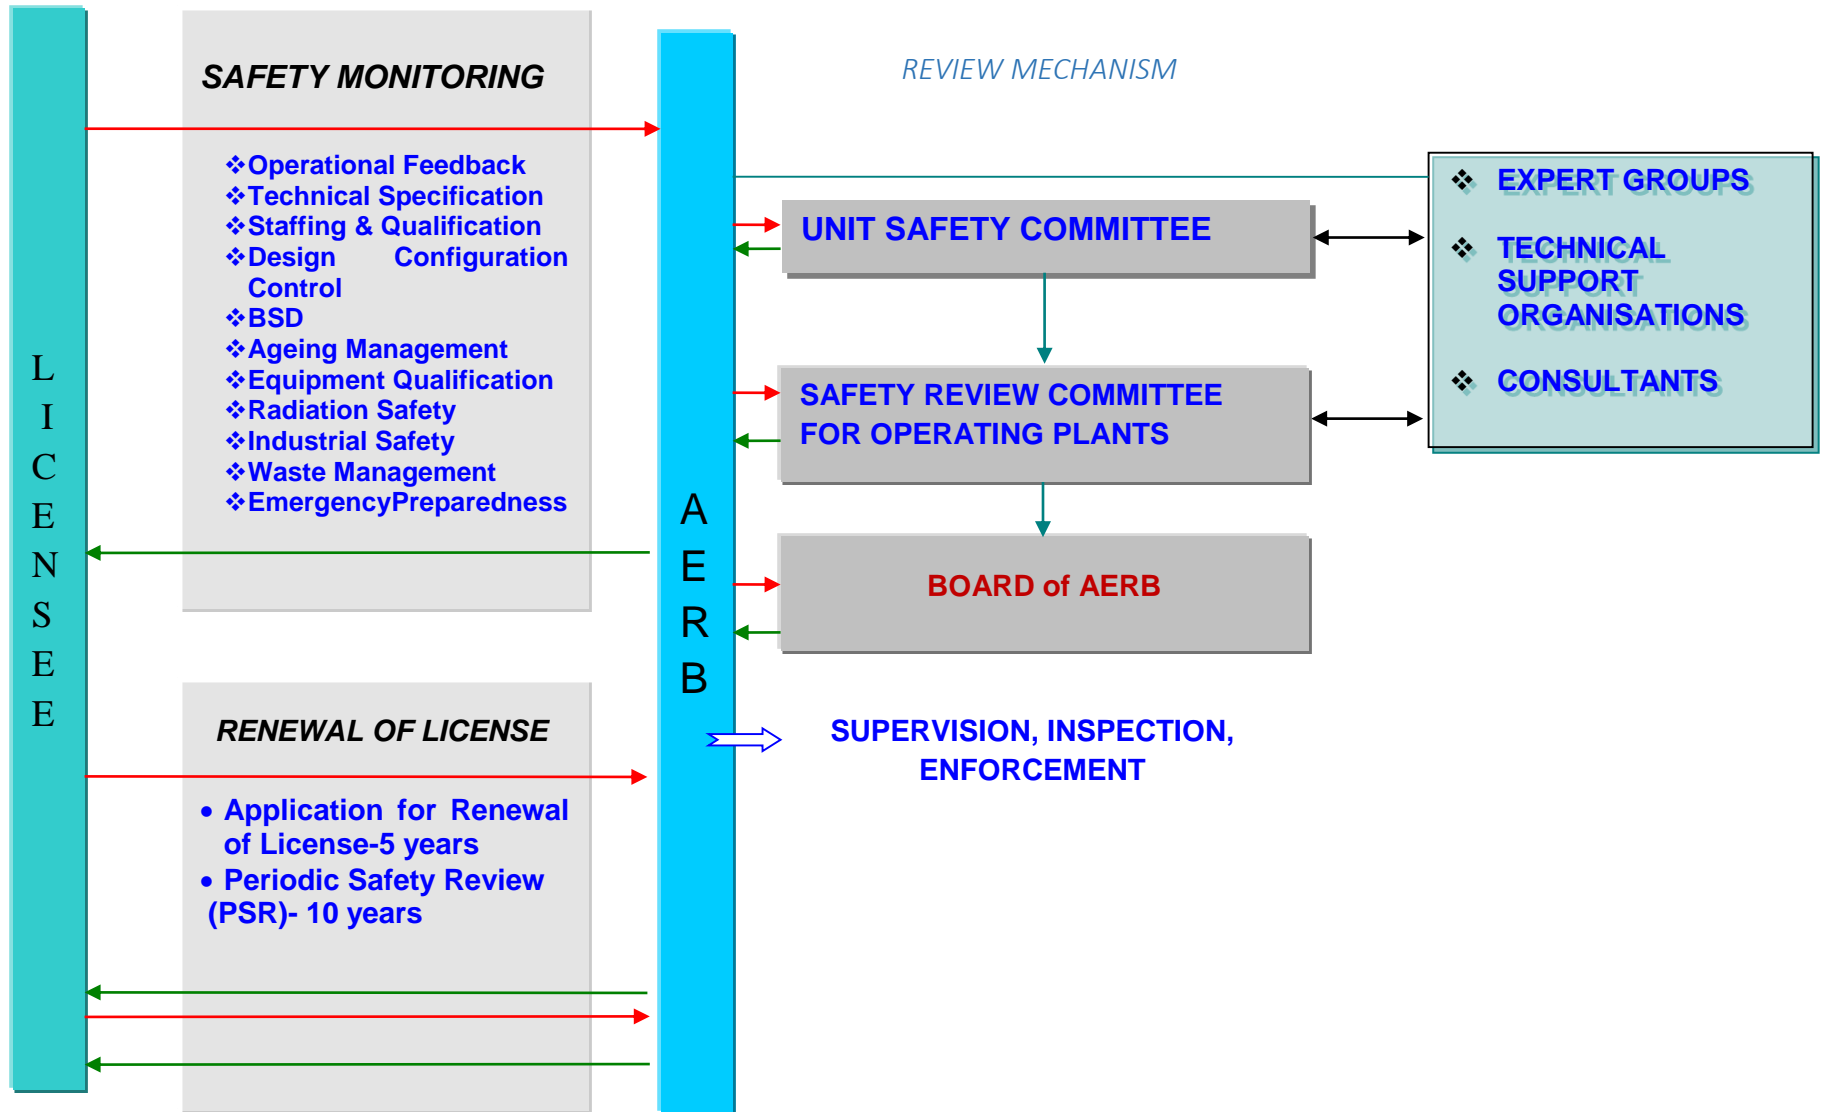 L
I
C
E
N
S
E
E
SAFETY MONITORING
❖Operational Feedback
❖Technical Specification
❖Staffing & Qualification
❖Design Configuration
Control
❖BSD
❖Ageing Management
❖Equipment Qualification
❖Radiation Safety
❖Industrial Safety
❖Waste Management
❖EmergencyPreparedness
RENEWAL OF LICENSE
• Application for Renewal
of License-5 years
• Periodic Safety Review
(PSR)- 10 years
A
E
R
B
REVIEW MECHANISM
UNIT SAFETY COMMITTEE
SAFETY REVIEW COMMITTEE
FOR OPERATING PLANTS
BOARD of AERB
SUPERVISION, INSPECTION,
ENFORCEMENT
❖ EXPERT GROUPS
❖ TECHNICAL
SUPPORT
ORGANISATIONS
❖ CONSULTANTS